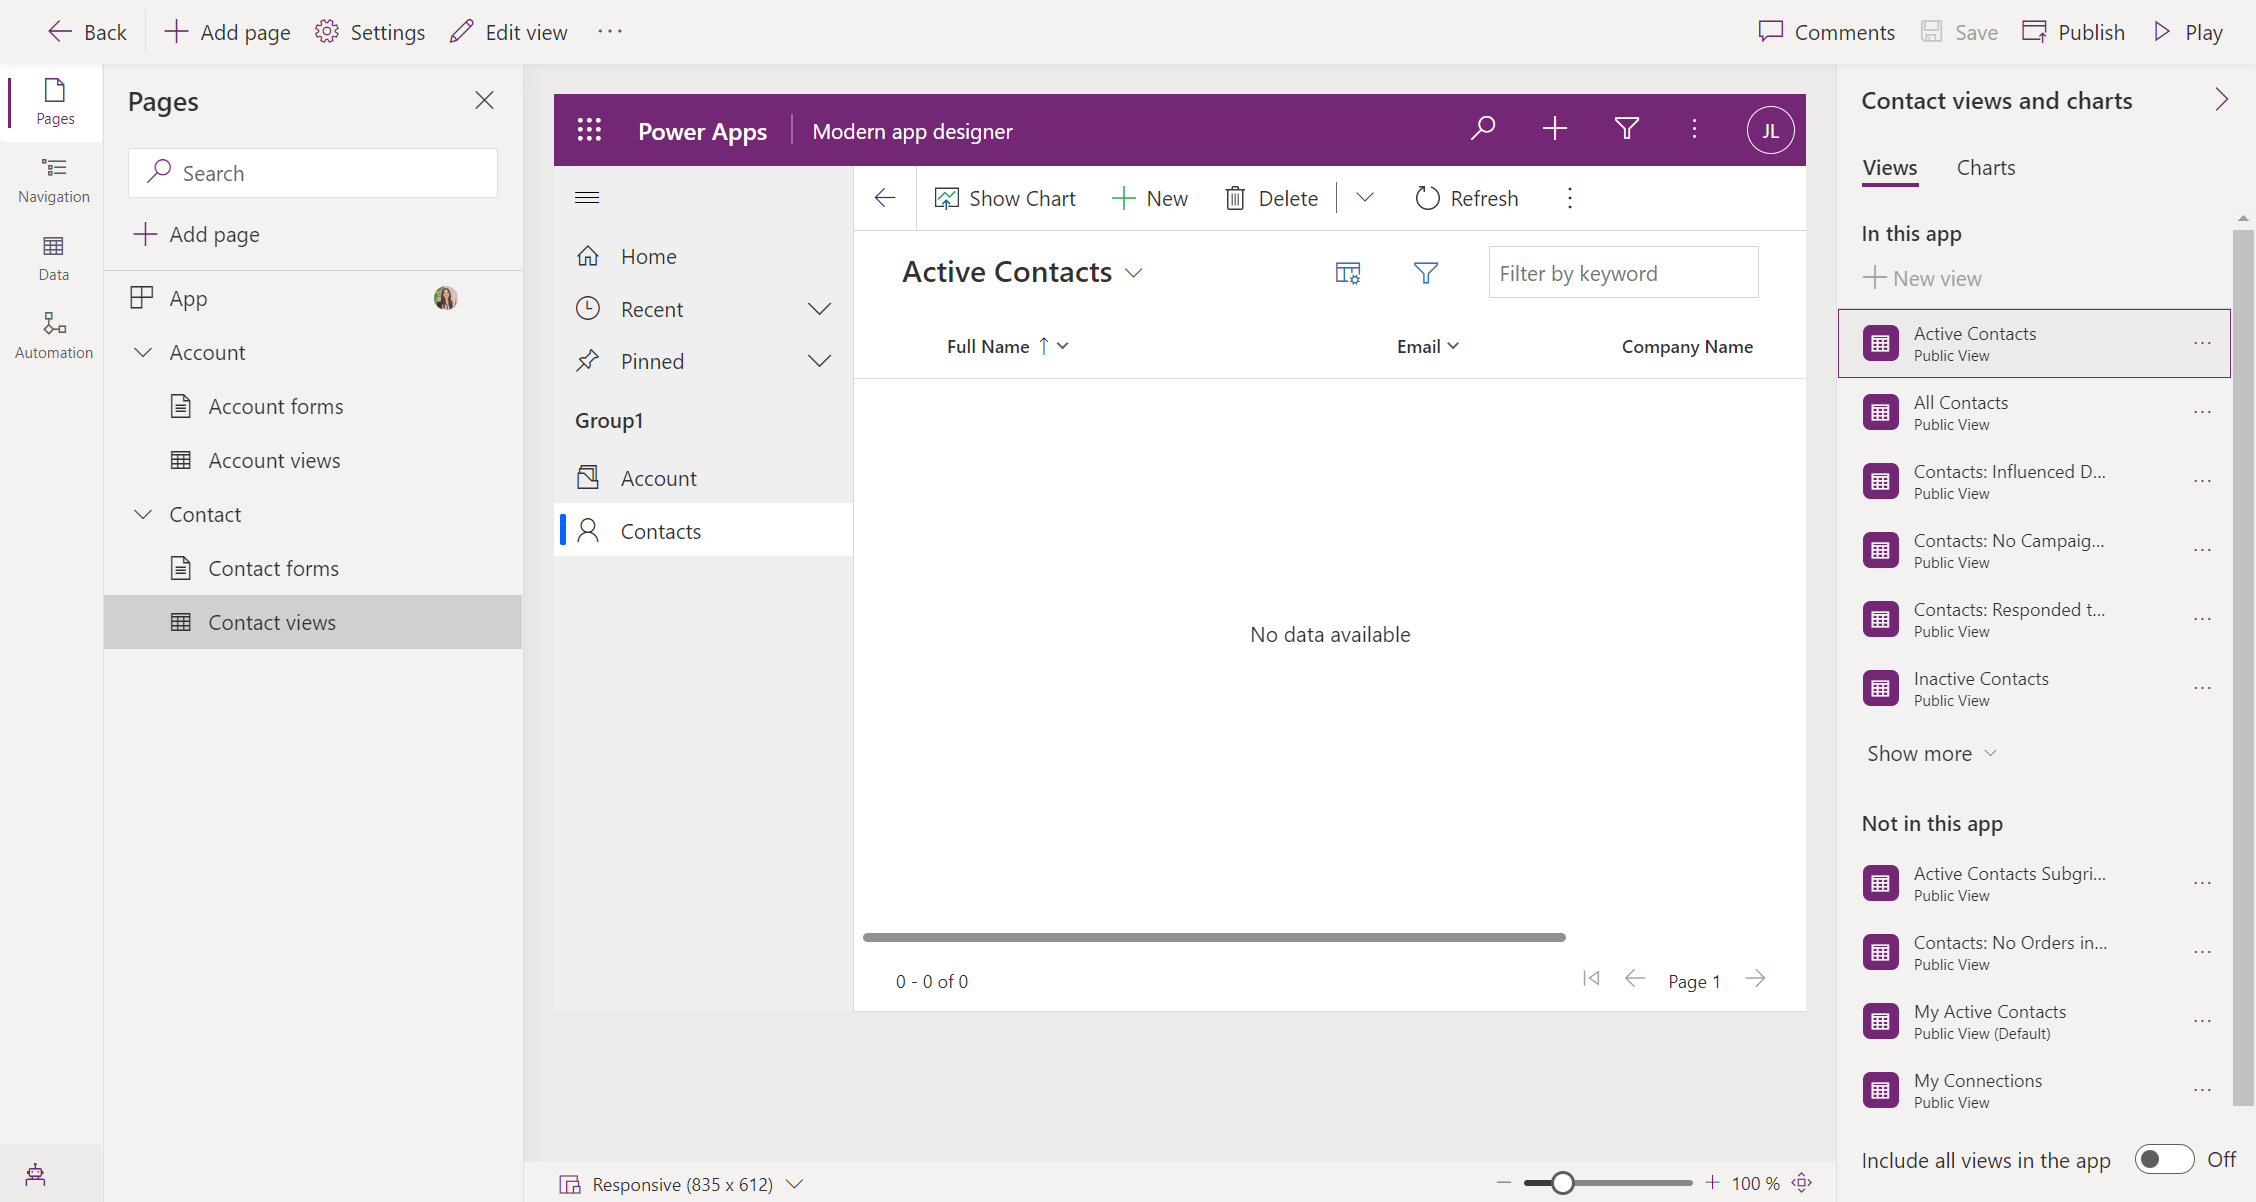 Back
Add page
Settings
Edit view
Comments
Save
Publish
Play
Pages
Navigation
Data
Automation
Pages
Search
Add page
App
Account
Account forms
Account views
Contact
Contact forms
Contact views
Power Apps
Modern app designer
JL
Home
Recent
Pinned
Group1
Account
Contacts
Show Chart
New
Delete
Refresh
Active Contacts
Filter by keyword
Full Name
Email
Company Name
No data available
0 - 0 of 0
Page 1
Responsive (835 x 612)
100 %
Contact views and charts
Views
Charts
In this app
New view
Active Contacts
Public View
All Contacts
Public View
Contacts: Influenced D...
Public View
Contacts: No Campaig...
Public View
Contacts: Responded t...
Public View
Inactive Contacts
Public View
Show more
Not in this app
Active Contacts Subgri...
Public View
Contacts: No Orders in...
Public View
My Active Contacts
Public View (Default)
My Connections
Public View
Include all views in the app
Off